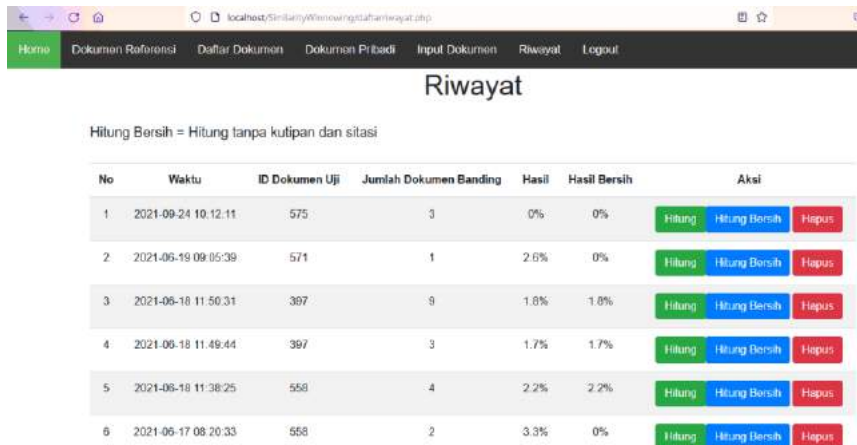 localhost/SimilarityWinnowing/daftarriwayat.php
Home Dokumen Referensi Daftar Dokumen Dokumen Pribadi Input Dokumen Riwayat Logout
Riwayat
Hitung Bersih = Hitung tanpa kutipan dan sitasi
No Waktu ID Dokumen Uji Jumlah Dokumen Banding Hasil Hasil Bersih Aksi
1 2021-09-24 10:12:11 575 3 0% 0% Hitung Hitung Bersih Hapus
2 2021-06-19 09:05:39 571 1 2.6% 0% Hitung Hitung Bersih Hapus
3 2021-06-18 11:50:31 397 9 1.8% 1.8% Hitung Hitung Bersih Hapus
4 2021-06-18 11:49:44 397 3 1.7% 1.7% Hitung Hitung Bersih Hapus
5 2021-06-18 11:38:25 558 4 2.2% 2.2% Hitung Hitung Bersih Hapus
6 2021-06-17 08:20:33 558 2 3.3% 0% Hitung Hitung Bersih Hapus